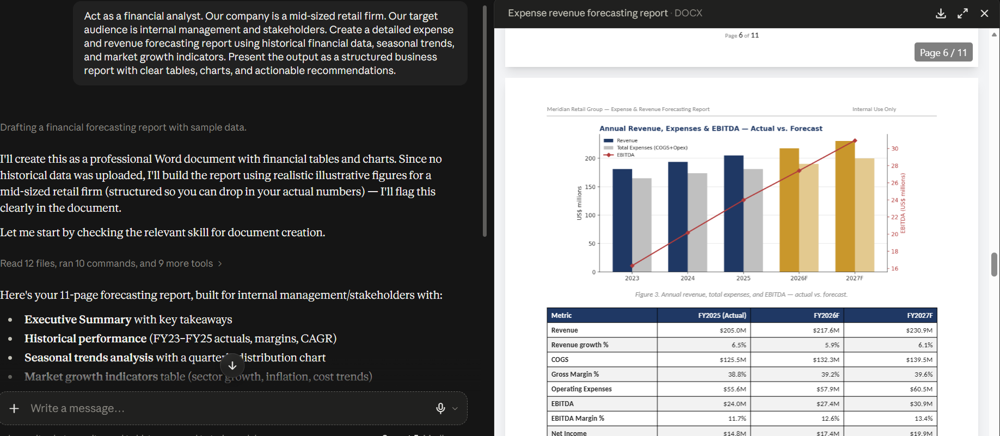 Act as a financial analyst. Our company is a mid-sized retail firm. Our target
audience is internal management and stakeholders. Create a detailed expense
and revenue forecasting report using historical financial data, seasonal trends,
and market growth indicators. Present the output as a structured business
report with clear tables, charts, and actionable recommendations.
Drafting a financial forecasting report with sample data.
I'll create this as a professional Word document with financial tables and charts. Since no
historical data was uploaded, I'll build the report using realistic illustrative figures for a
mid-sized retail firm (structured so you can drop in your actual numbers) — I'll flag this
clearly in the document.
Let me start by checking the relevant skill for document creation.
Read 12 files, ran 10 commands, and 9 more tools >
Here's your 11-page forecasting report, built for internal management/stakeholders with:
• Executive Summary with key takeaways
• Historical performance (FY23–FY25 actuals, margins, CAGR)
• Seasonal trends analysis with a quarterly distribution chart
• Market growth indicators table (sector growth, inflation, cost trends)
Write a message...
Expense revenue forecasting report · DOCX
Page 6 of 11
Page 6 / 11
Meridian Retail Group — Expense & Revenue Forecasting Report Internal Use Only
Annual Revenue, Expenses & EBITDA — Actual vs. Forecast
Revenue
Total Expenses (COGS+Opex)
EBITDA
US$ millions
200
150
100
50
0
2023 2024 2025 2026F 2027F
30
28
26
24
22
20
18
16
EBITDA (US$ millions)
Figure 3. Annual revenue, total expenses, and EBITDA — actual vs. forecast.
Metric FY2025 (Actual) FY2026F FY2027F
Revenue $205.0M $217.6M $230.9M
Revenue growth % 6.5% 5.9% 6.1%
COGS $125.5M $132.3M $139.5M
Gross Margin % 38.8% 39.2% 39.6%
Operating Expenses $55.6M $57.9M $60.5M
EBITDA $24.0M $27.4M $30.9M
EBITDA Margin % 11.7% 12.6% 13.4%
Net Income $14.8M $17.4M $19.9M